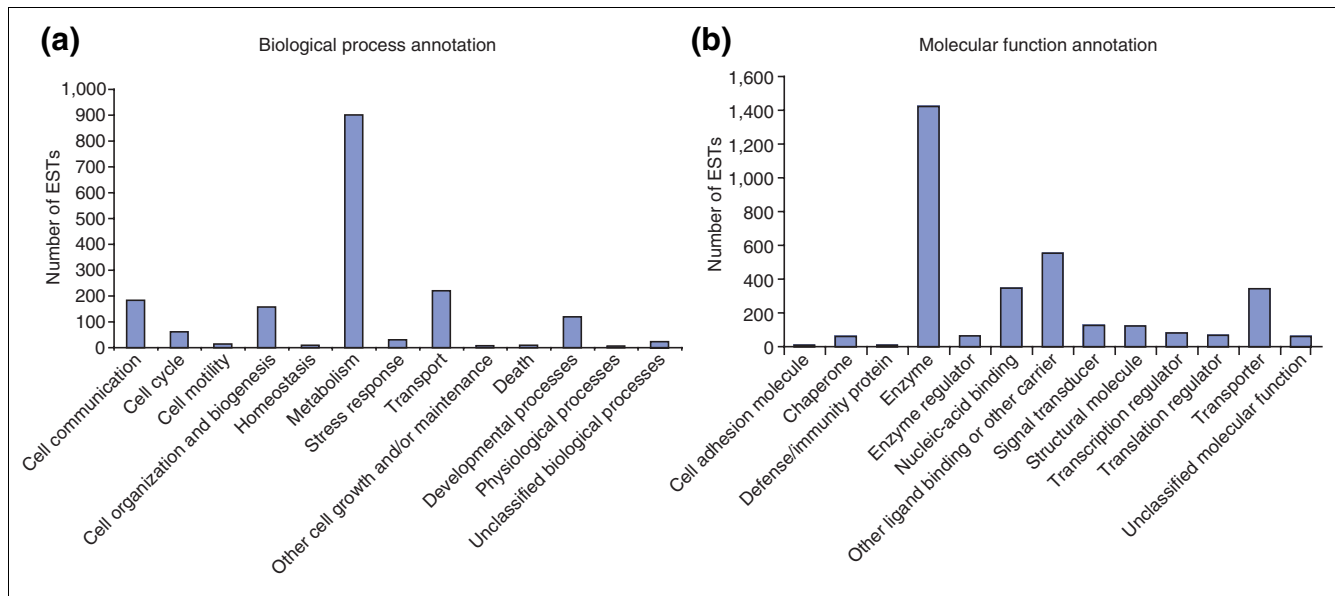 (a)
Biological process annotation
Number of ESTs
1,000
900
800
700
600
500
400
300
200
100
0
Cell communication
Cell cycle
Cell motility
Cell organization and biogenesis
Homeostasis
Metabolism
Stress response
Transport
Other cell growth and/or maintenance
Death
Developmental processes
Physiological processes
Unclassified biological processes
(b)
Molecular function annotation
Number of ESTs
1,600
1,400
1,200
1,000
800
600
400
200
0
Cell adhesion molecule
Chaperone
Defense/immunity protein
Enzyme
Enzyme regulator
Nucleic-acid binding
Other ligand binding or other carrier
Signal transducer
Structural molecule
Transcription regulator
Translation regulator
Transporter
Unclassified molecular function